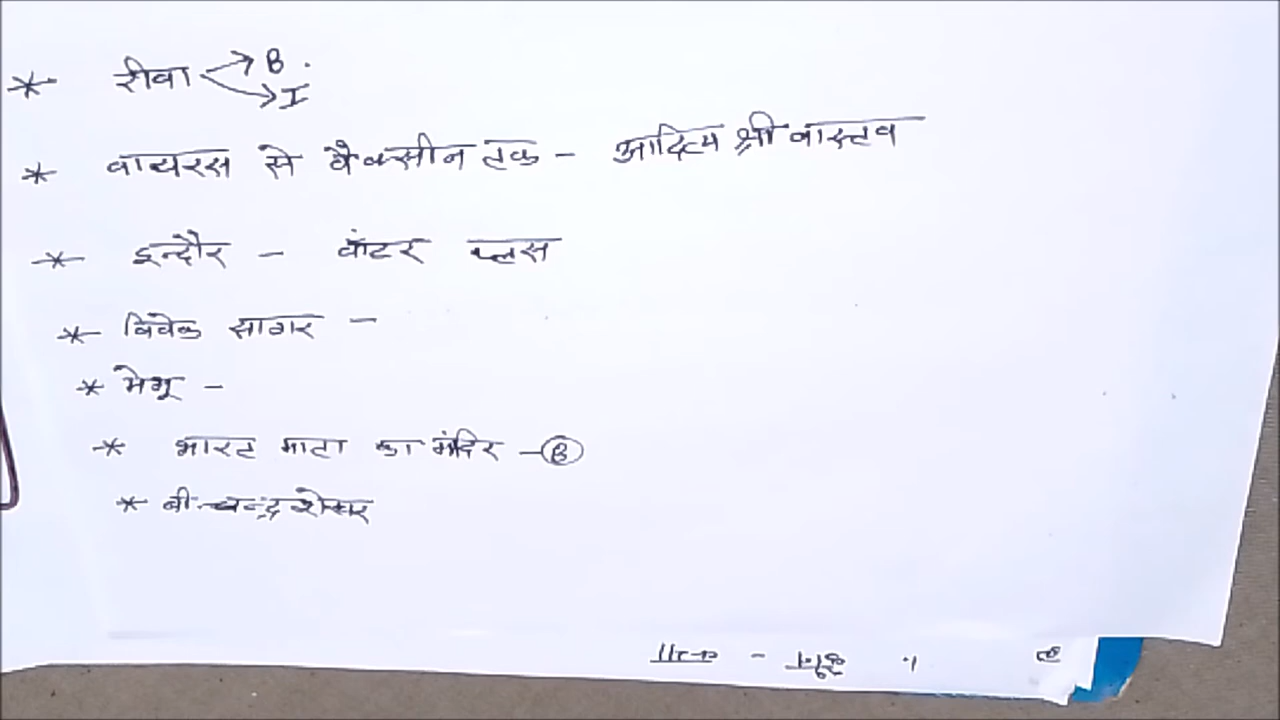 * रीवा → B.
→ I
* वायरस से वैक्सीन तक - आदित्य श्रीवास्तव
* इन्दौर - वंटर प्लस
* विवेक सागर -
* मेगू -
* भारत माता का मंदिर - B
* बी. चन्द्रशेखर